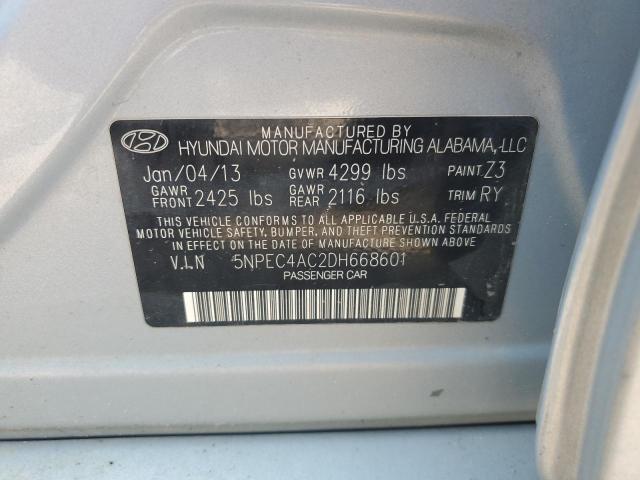 MANUFACTURED BY
HYUNDAI MOTOR MANUFACTURING ALABAMA, LLC
Jan/04/13 GVWR 4299 lbs PAINT Z3
GAWR FRONT 2425 lbs GAWR REAR 2116 lbs TRIM RY
THIS VEHICLE CONFORMS TO ALL APPLICABLE U.S.A. FEDERAL
MOTOR VEHICLE SAFETY, BUMPER, AND THEFT PREVENTION STANDARDS
IN EFFECT ON THE DATE OF MANUFACTURE SHOWN ABOVE.
V.I.N 5NPEC4AC2DH668601
PASSENGER CAR